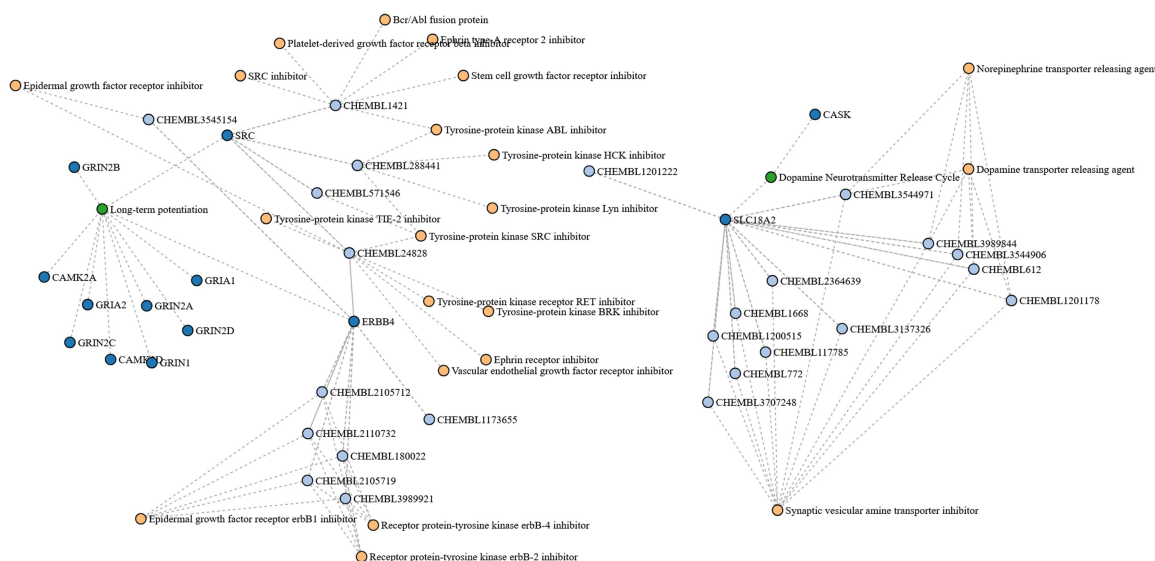 Bcr/Abl fusion protein
Platelet-derived growth factor receptor beta inhibitor
Ephrin type-A receptor 2 inhibitor
Norepinephrine transporter releasing agent
SRC inhibitor
Stem cell growth factor receptor inhibitor
Epidermal growth factor receptor inhibitor
CHEMBL1421
CASK
CHEMBL3545154
Tyrosine-protein kinase ABL inhibitor
SRC
Tyrosine-protein kinase HCK inhibitor
GRIN2B
CHEMBL288441
CHEMBL1201222
Dopamine transporter releasing agent
Dopamine Neurotransmitter Release Cycle
CHEMBL571546
CHEMBL3544971
Long-term potentiation
Tyrosine-protein kinase Lyn inhibitor
Tyrosine-protein kinase TIE-2 inhibitor
SLC18A2
Tyrosine-protein kinase SRC inhibitor
CHEMBL3989844
CHEMBL24828
CHEMBL3544906
CHEMBL612
CAMK2A
GRIA1
CHEMBL2364639
Tyrosine-protein kinase receptor RET inhibitor
CHEMBL1201178
GRIA2
GRIN2A
Tyrosine-protein kinase BRK inhibitor
CHEMBL1668
ERBB4
GRIN2D
CHEMBL3137326
CHEMBL1200515
GRIN2C
CHEMBL117785
GRIN1
Ephrin receptor inhibitor
Vascular endothelial growth factor receptor inhibitor
CHEMBL772
CHEMBL2105712
CHEMBL3707248
CHEMBL1173655
CHEMBL2110732
CHEMBL180022
CHEMBL2105719
CHEMBL3989921
Synaptic vesicular amine transporter inhibitor
Epidermal growth factor receptor erbB1 inhibitor
Receptor protein-tyrosine kinase erbB-4 inhibitor
Receptor protein-tyrosine kinase erbB-2 inhibitor